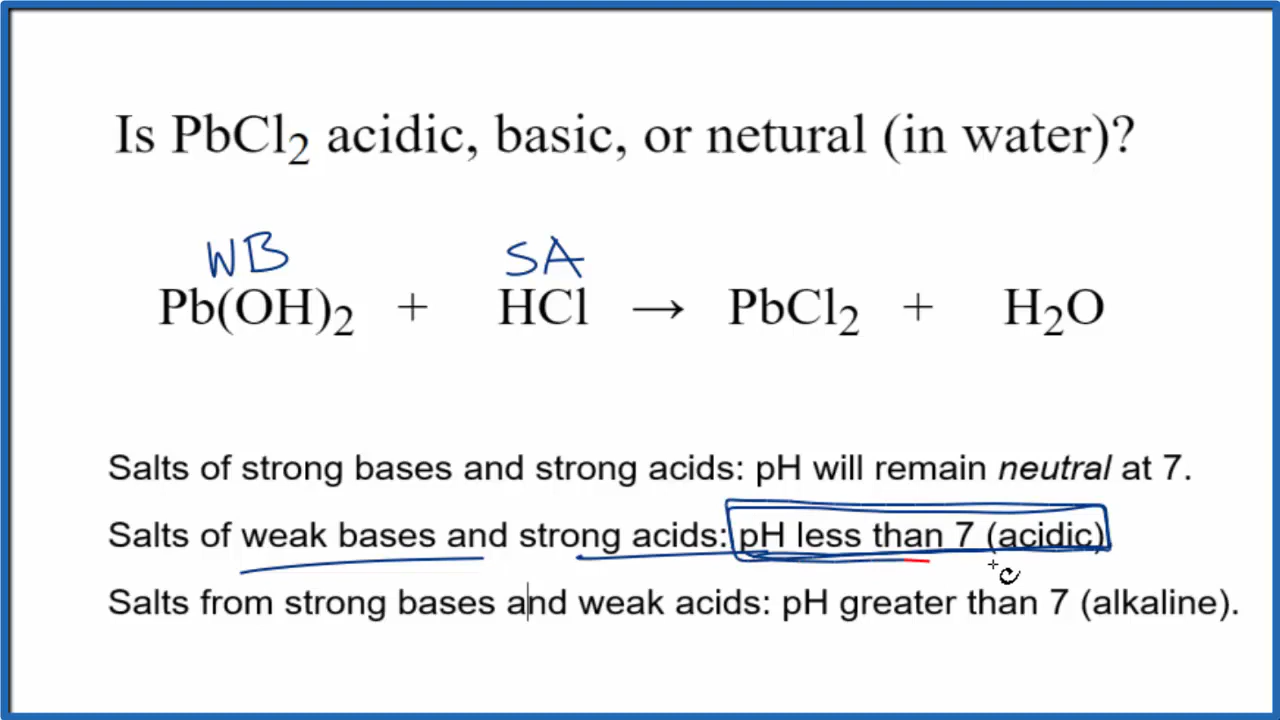 Is PbCl2 acidic, basic, or netural (in water)?
WB SA
Pb(OH)2 + HCl → PbCl2 + H2O
Salts of strong bases and strong acids: pH will remain neutral at 7.
Salts of weak bases and strong acids: pH less than 7 (acidic)
Salts from strong bases and weak acids: pH greater than 7 (alkaline).